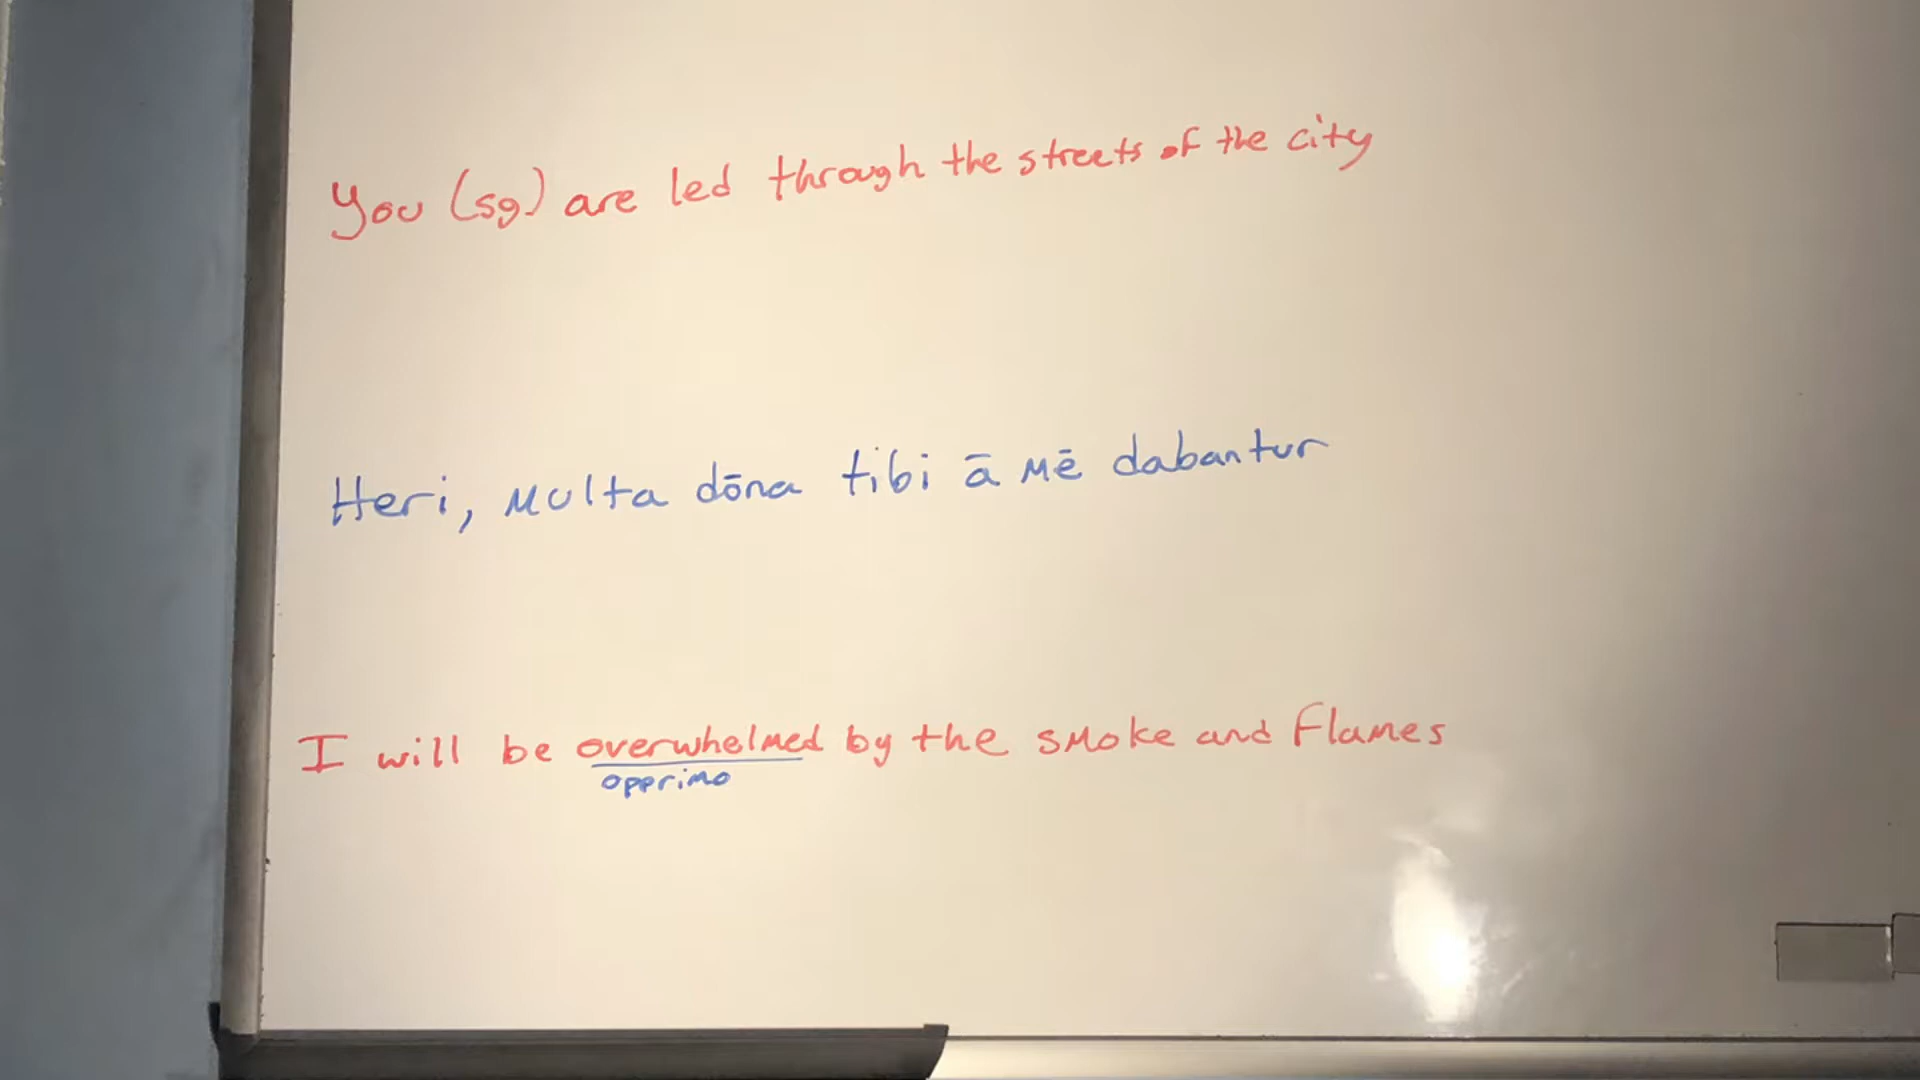 You (sg) are led through the streets of the city
Heri, multa dōna tibi ā mē dabantur
I will be overwhelmed by the smoke and flames
opprimo